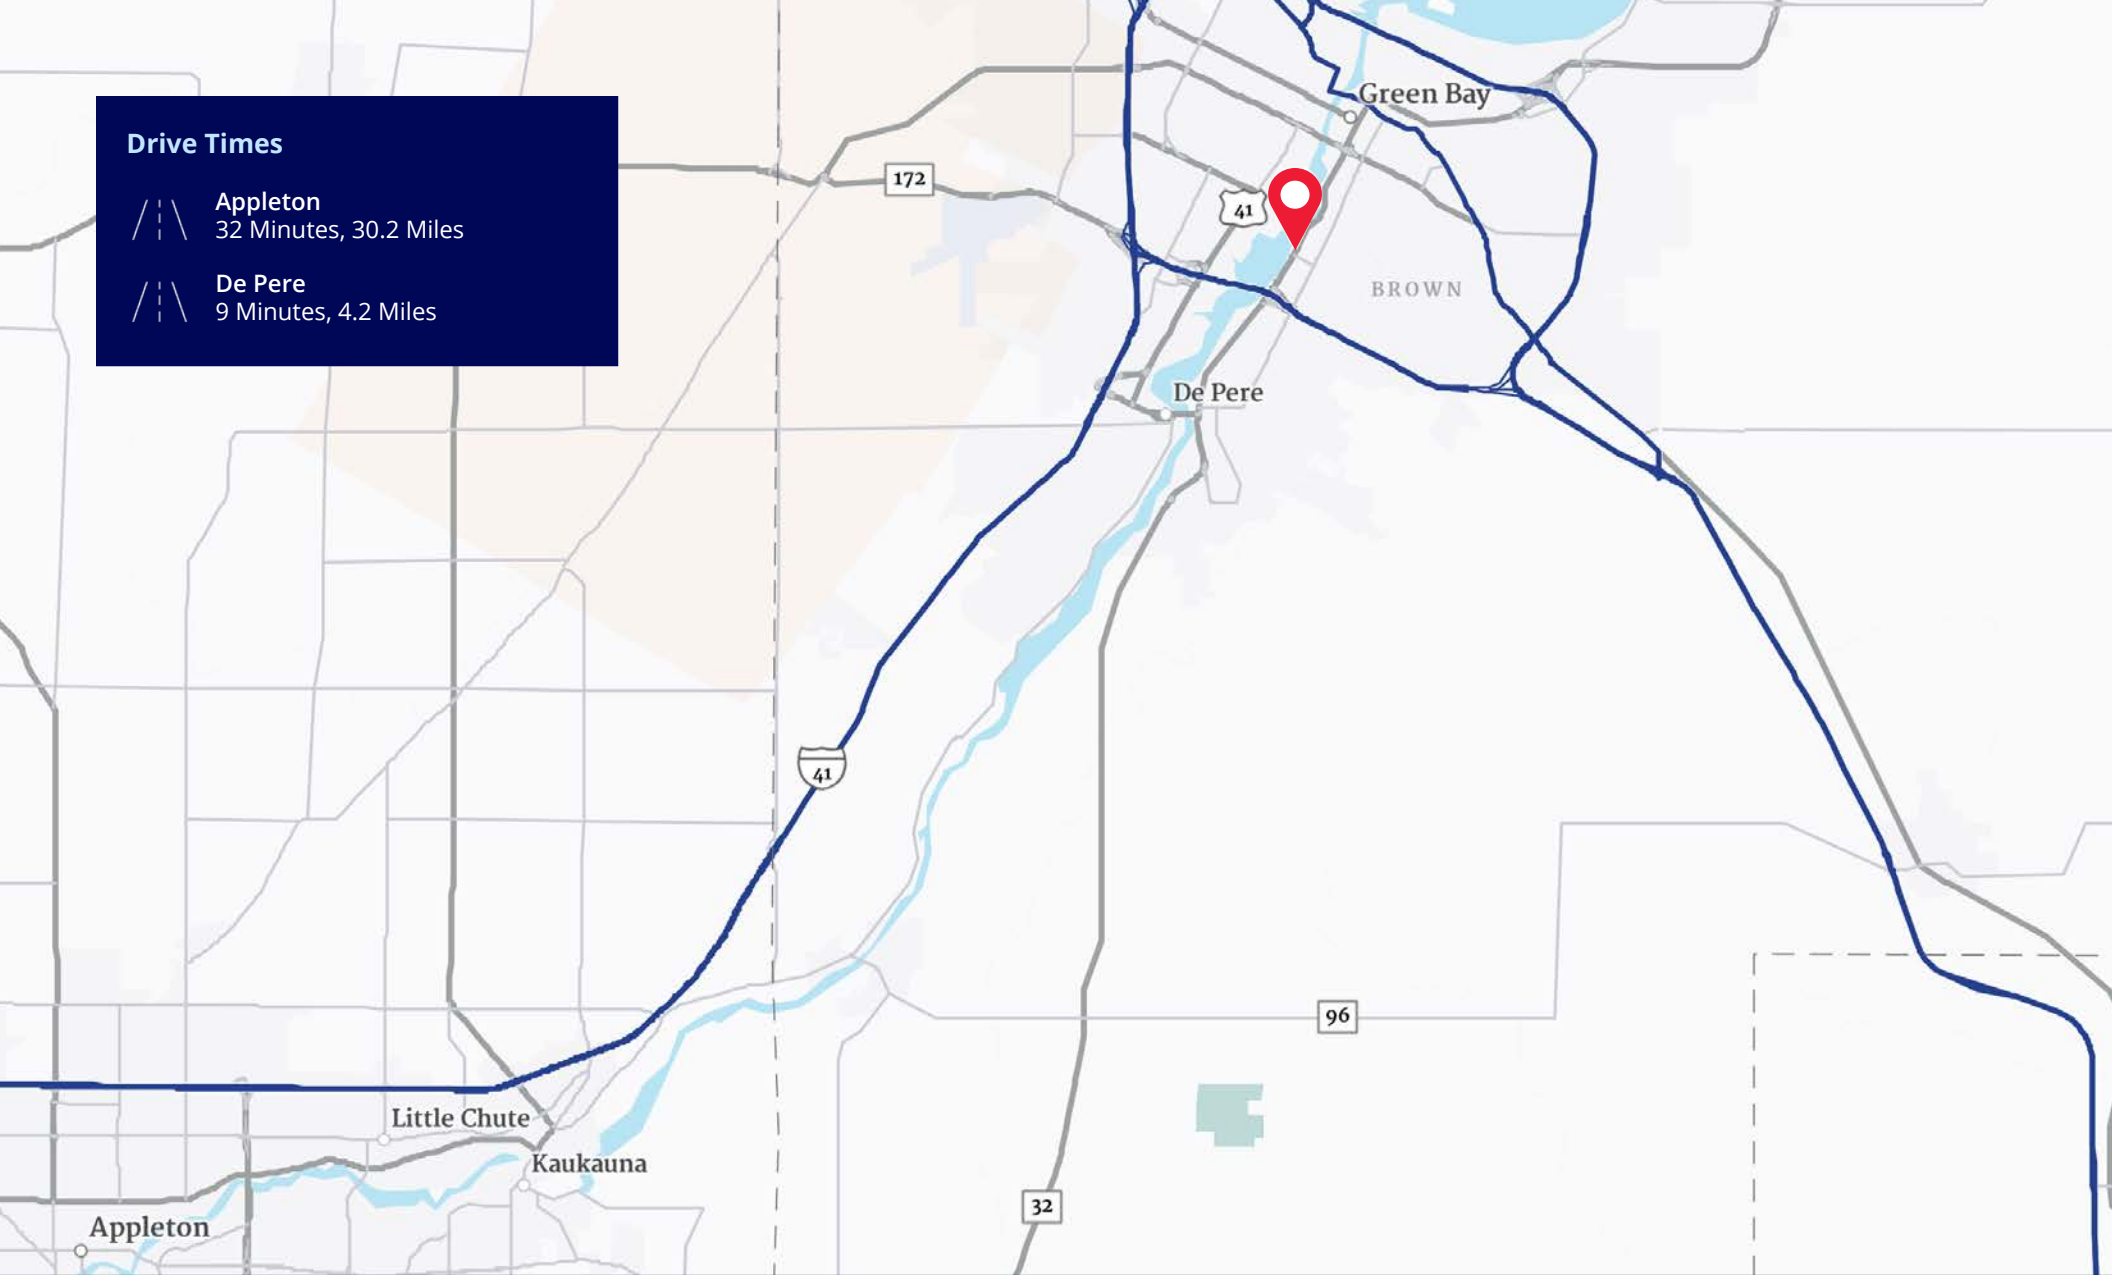 Drive Times
Appleton
32 Minutes, 30.2 Miles
De Pere
9 Minutes, 4.2 Miles
Green Bay
172
41
BROWN
De Pere
41
96
Little Chute
Kaukauna
32
Appleton